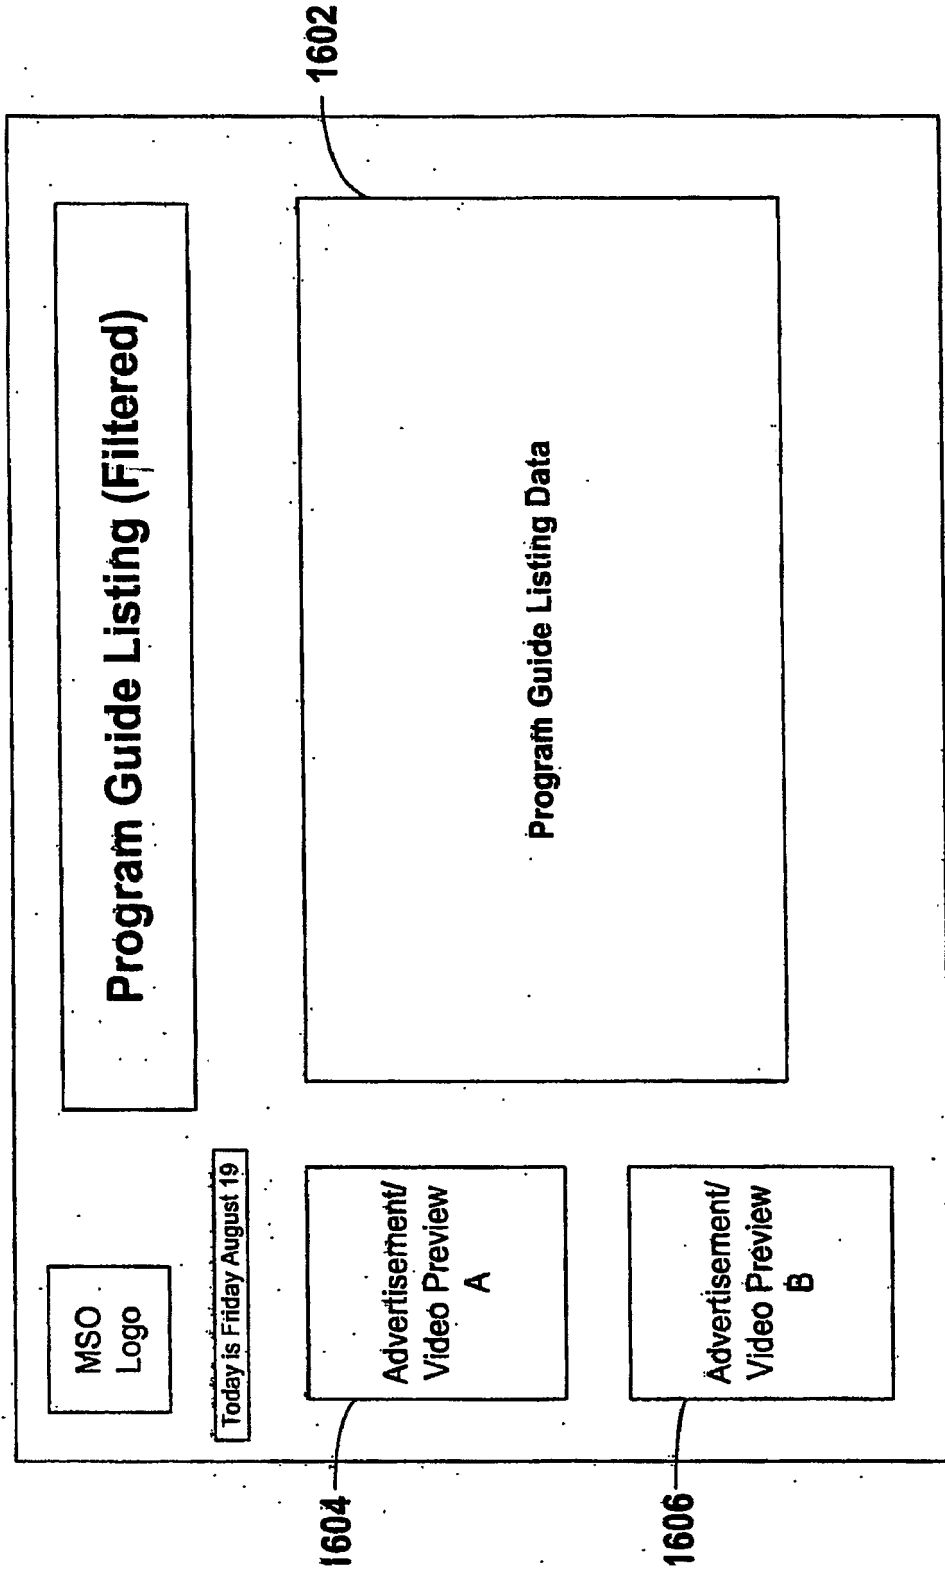 MSO
Logo
Program Guide Listing (Filtered)
Today is Friday August 19
1602
Program Guide Listing Data
1604
Advertisement/
Video Preview
A
1606
Advertisement/
Video Preview
B